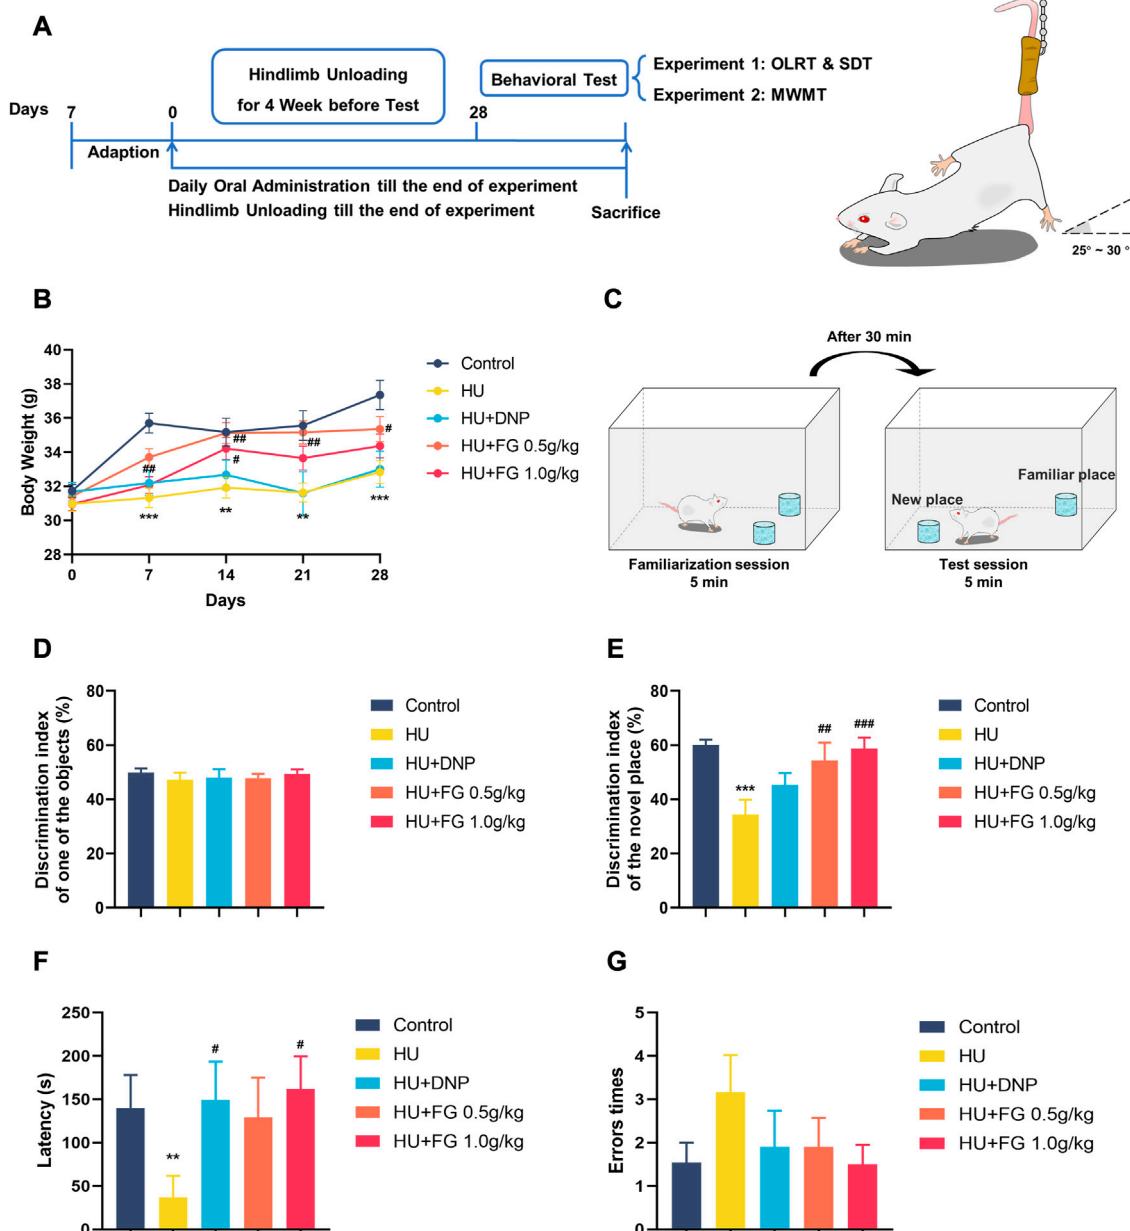 A
Hindlimb Unloading
for 4 Week before Test
Behavioral Test
Experiment 1: OLRT & SDT
Experiment 2: MWMT
Days
7
0
28
Adaption
Daily Oral Administration till the end of experiment
Hindlimb Unloading till the end of experiment
Sacrifice
25° ~ 30 °
B
Body Weight (g)
40
38
36
34
32
30
28
0
7
14
21
28
Days
##
***
##
#
**
##
**
#
***
Control
HU
HU+DNP
HU+FG 0.5g/kg
HU+FG 1.0g/kg
C
After 30 min
New place
Familiar place
Familiarization session
5 min
Test session
5 min
D
Discrimination index
of one of the objects (%)
80
60
40
20
0
Control
HU
HU+DNP
HU+FG 0.5g/kg
HU+FG 1.0g/kg
E
Discrimination index
of the novel place (%)
80
60
40
20
0
***
##
###
Control
HU
HU+DNP
HU+FG 0.5g/kg
HU+FG 1.0g/kg
F
Latency (s)
250
200
150
100
50
0
**
#
#
Control
HU
HU+DNP
HU+FG 0.5g/kg
HU+FG 1.0g/kg
G
Errors times
5
4
3
2
1
0
Control
HU
HU+DNP
HU+FG 0.5g/kg
HU+FG 1.0g/kg